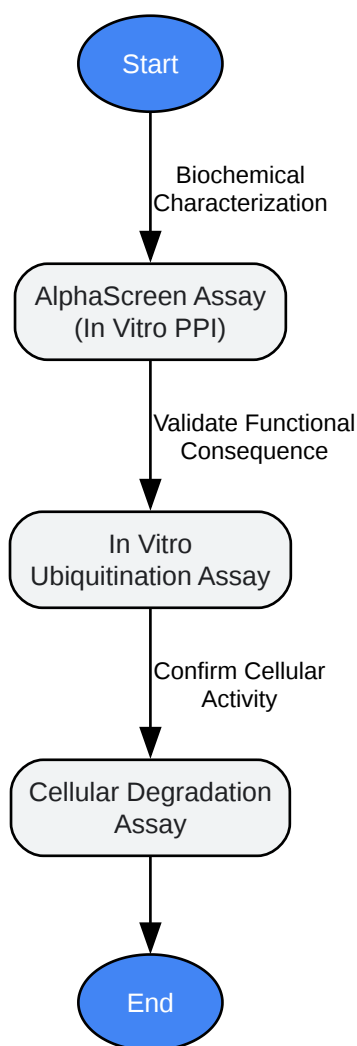 Start
Biochemical
Characterization
AlphaScreen Assay
(In Vitro PPI)
Validate Functional
Consequence
In Vitro
Ubiquitination Assay
Confirm Cellular
Activity
Cellular Degradation
Assay
End